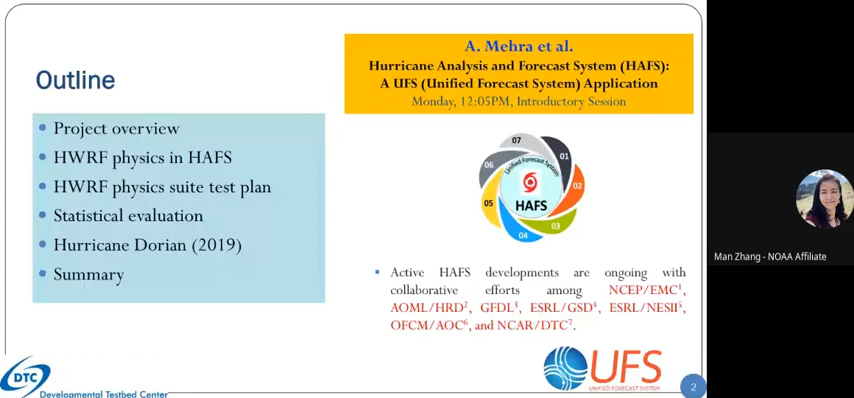 Outline
Project overview
HWRF physics in HAFS
HWRF physics suite test plan
Statistical evaluation
Hurricane Dorian (2019)
Summary
A. Mehra et al.
Hurricane Analysis and Forecast System (HAFS):
A UFS (Unified Forecast System) Application
Monday, 12:05PM, Introductory Session
Unified Forecast System
07
01
06
02
05
03
04
HAFS
Active HAFS developments are ongoing with
collaborative efforts among NCEP/EMC¹,
AOML/HRD², GFDL³, ESRL/GSD⁴, ESRL/NESII⁵,
OFCM/AOC⁶, and NCAR/DTC⁷.
DTC
Developmental Testbed Center
UFS
UNIFIED FORECAST SYSTEM
2
Man Zhang - NOAA Affiliate